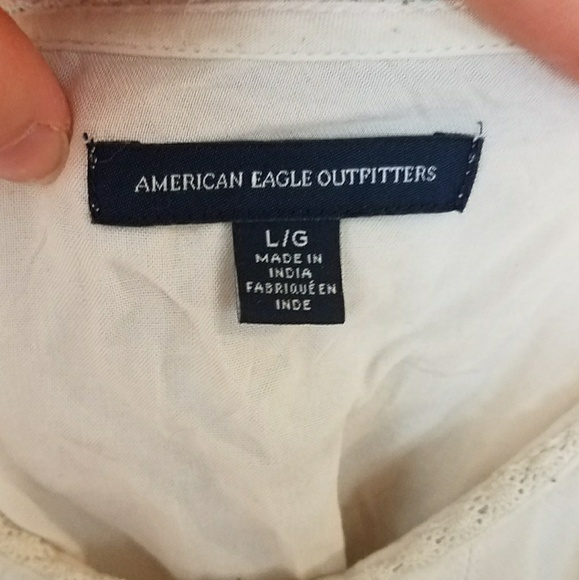 AMERICAN EAGLE OUTFITTERS
L/G
MADE IN
INDIA
FABRIQUÉ EN
INDE